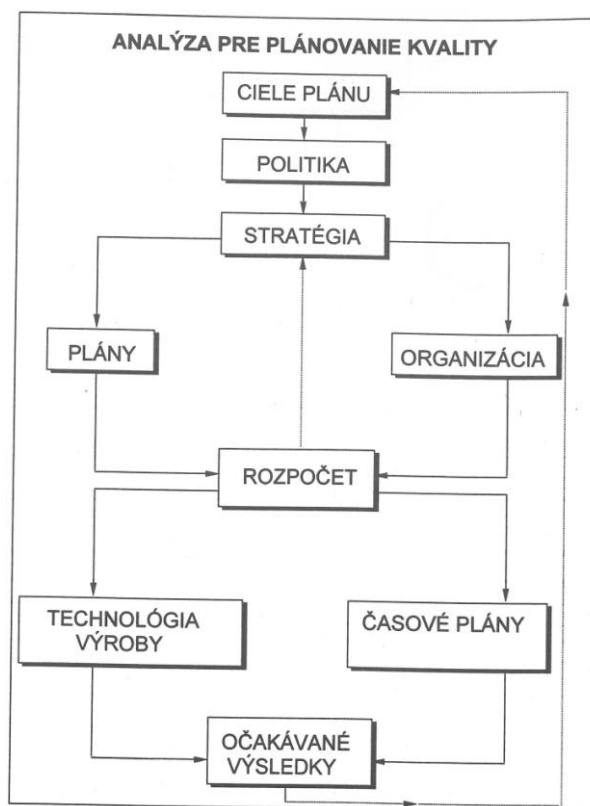 ANALÝZA PRE PLÁNOVANIE KVALITY
CIELE PLÁNU
POLITIKA
STRATÉGIA
PLÁNY
ORGANIZÁCIA
ROZPOČET
TECHNOLÓGIA
VÝROBY
ČASOVÉ PLÁNY
OČAKÁVANÉ
VÝSLEDKY